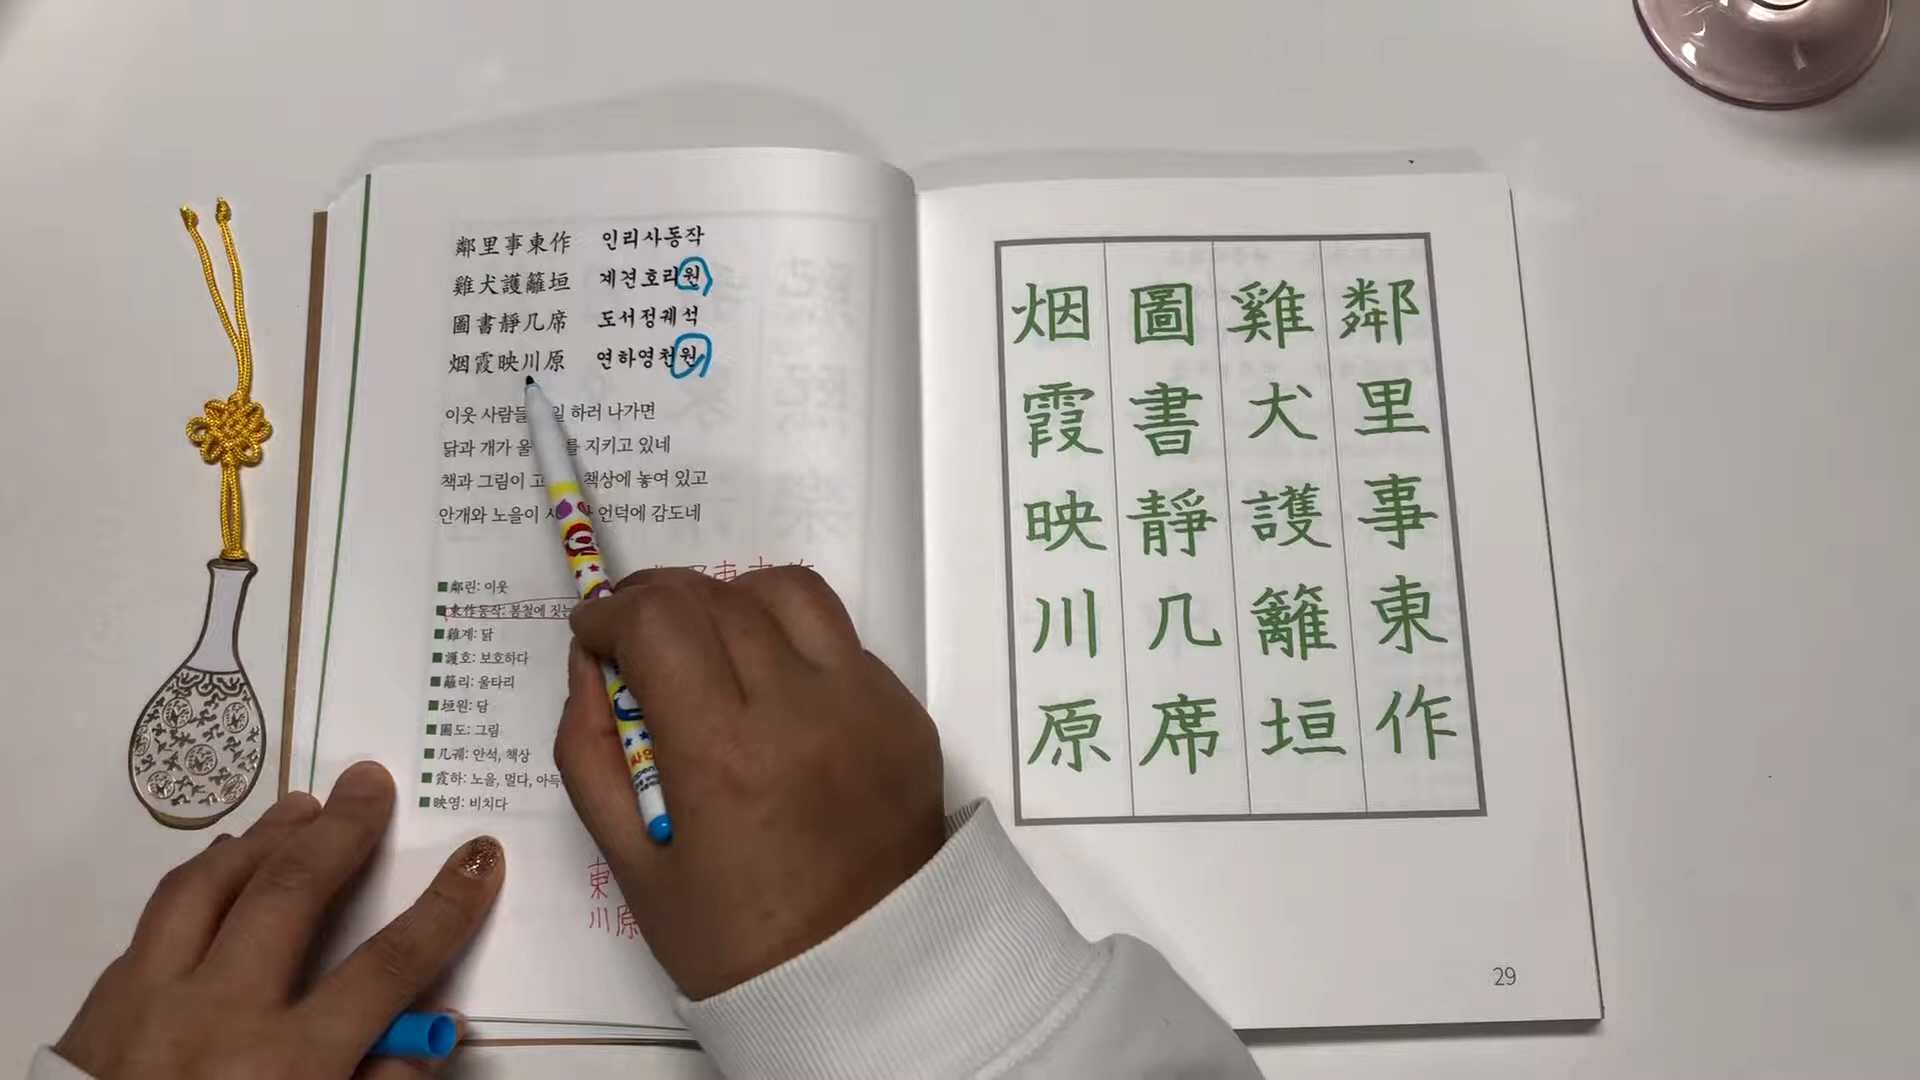 鄰里事東作 인리사동작
雞犬護籬垣 계견호리원
圖書靜几席 도서정궤석
烟霞映川原 연하영천원
이웃 사람들 일 하러 나가면
닭과 개가 울 를 지키고 있네
책과 그림이 고 책상에 놓여 있고
안개와 노을이 언덕에 감도네
鄰린: 이웃
東作동작: 봄철에 짓는
雞계: 닭
護호: 보호하다
籬리: 울타리
垣원: 담
圖도: 그림
几궤: 안석, 책상
霞하: 노을, 멀다, 아득
映영: 비치다
里東作
東
川原
鄰里事東作
雞犬護籬垣
圖書靜几席
烟霞映川原
29